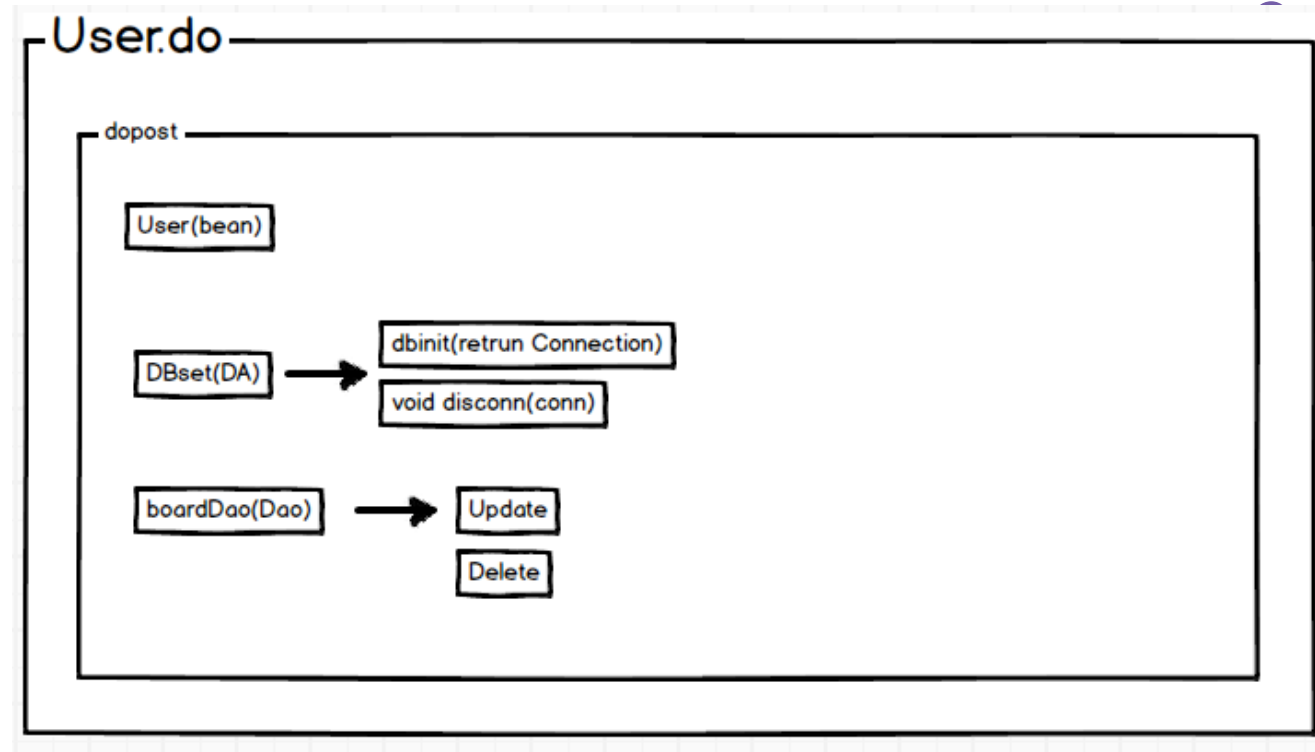 User.do
dopost
User(bean)
DBset(DA)
dbinit(retrun Connection)
void disconn(conn)
boardDao(Dao)
Update
Delete